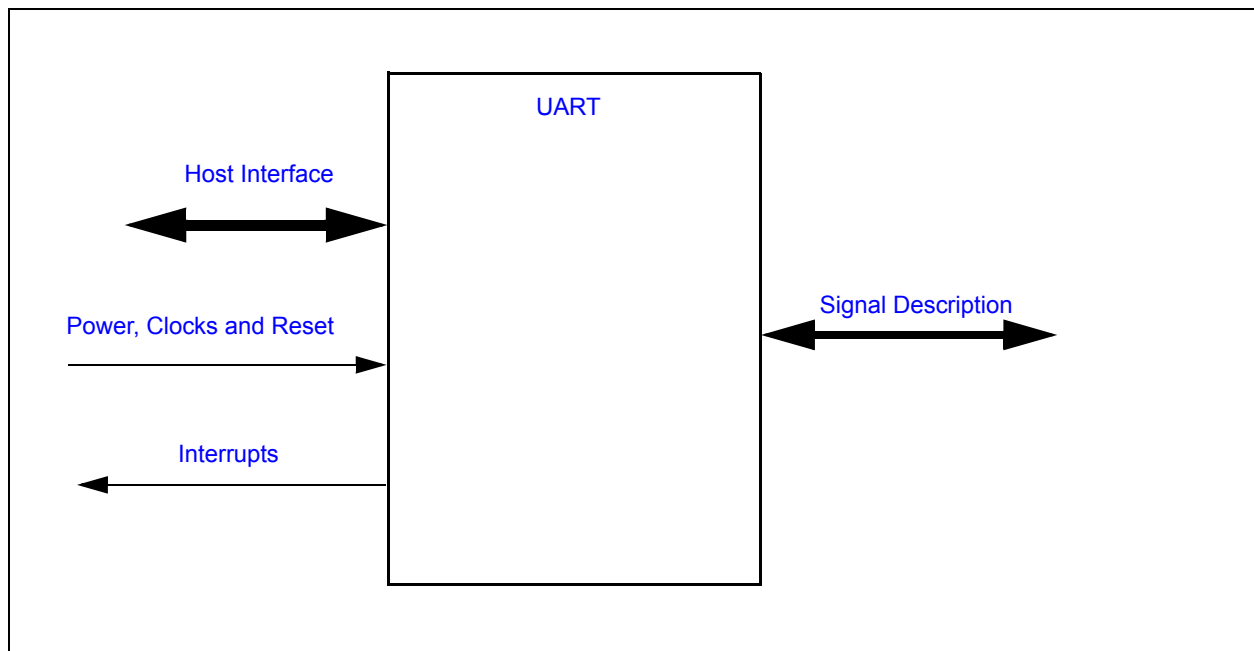 UART
Host Interface
Signal Description
Power, Clocks and Reset
Interrupts